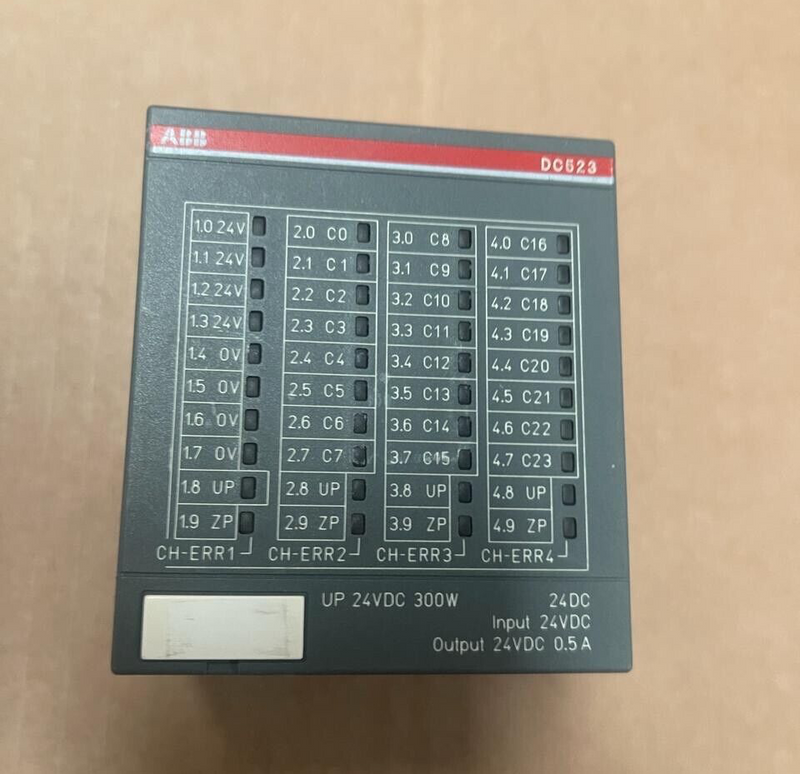 ABB
DC523
1.0 24V 2.0 C0 3.0 C8 4.0 C16
1.1 24V 2.1 C1 3.1 C9 4.1 C17
1.2 24V 2.2 C2 3.2 C10 4.2 C18
1.3 24V 2.3 C3 3.3 C11 4.3 C19
1.4 0V 2.4 C4 3.4 C12 4.4 C20
1.5 0V 2.5 C5 3.5 C13 4.5 C21
1.6 0V 2.6 C6 3.6 C14 4.6 C22
1.7 0V 2.7 C7 3.7 C15 4.7 C23
1.8 UP 2.8 UP 3.8 UP 4.8 UP
1.9 ZP 2.9 ZP 3.9 ZP 4.9 ZP
CH-ERR1 CH-ERR2 CH-ERR3 CH-ERR4
UP 24VDC 300W 24DC
Input 24VDC
Output 24VDC 0.5A